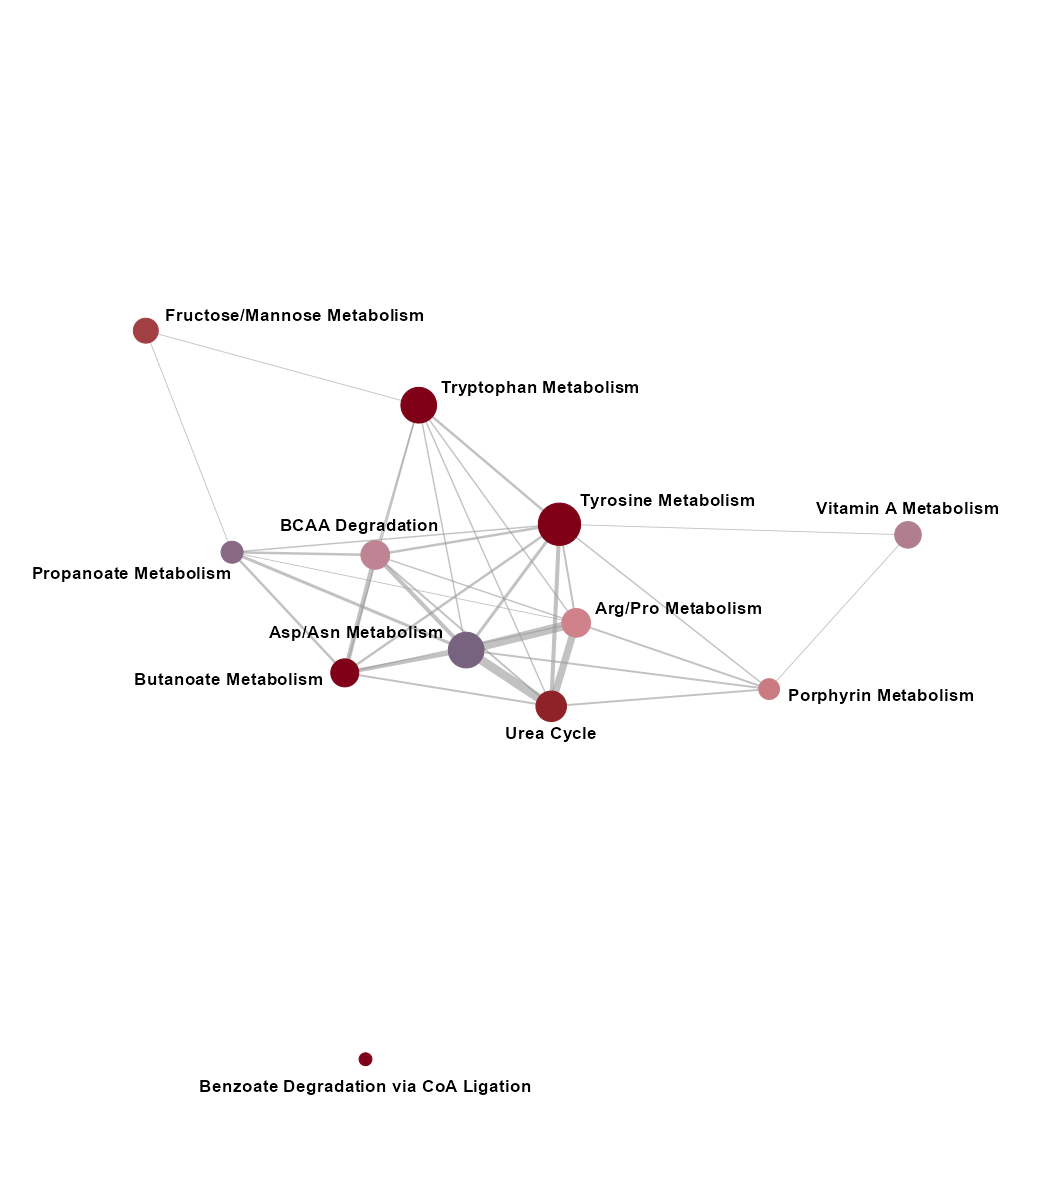 Fructose/Mannose Metabolism
Tryptophan Metabolism
Tyrosine Metabolism
Vitamin A Metabolism
BCAA Degradation
Propanoate Metabolism
Arg/Pro Metabolism
Asp/Asn Metabolism
Butanoate Metabolism
Porphyrin Metabolism
Urea Cycle
Benzoate Degradation via CoA Ligation